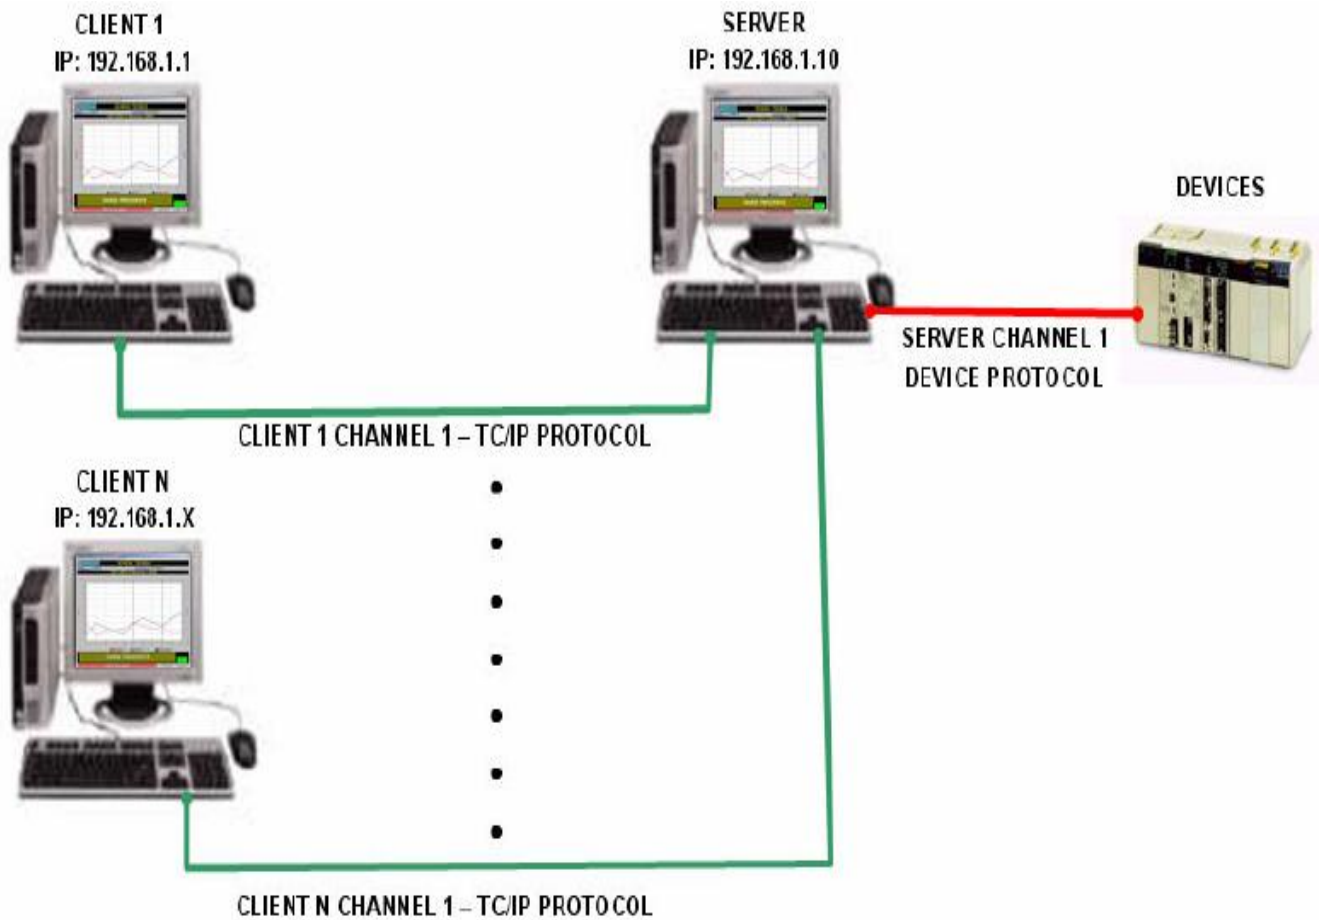 CLIENT 1
IP: 192.168.1.1
SERVER
IP: 192.168.1.10
DEVICES
SERVER CHANNEL 1
DEVICE PROTOCOL
CLIENT 1 CHANNEL 1 – TC/IP PROTOCOL
CLIENT N
IP: 192.168.1.X
CLIENT N CHANNEL 1 – TC/IP PROTOCOL